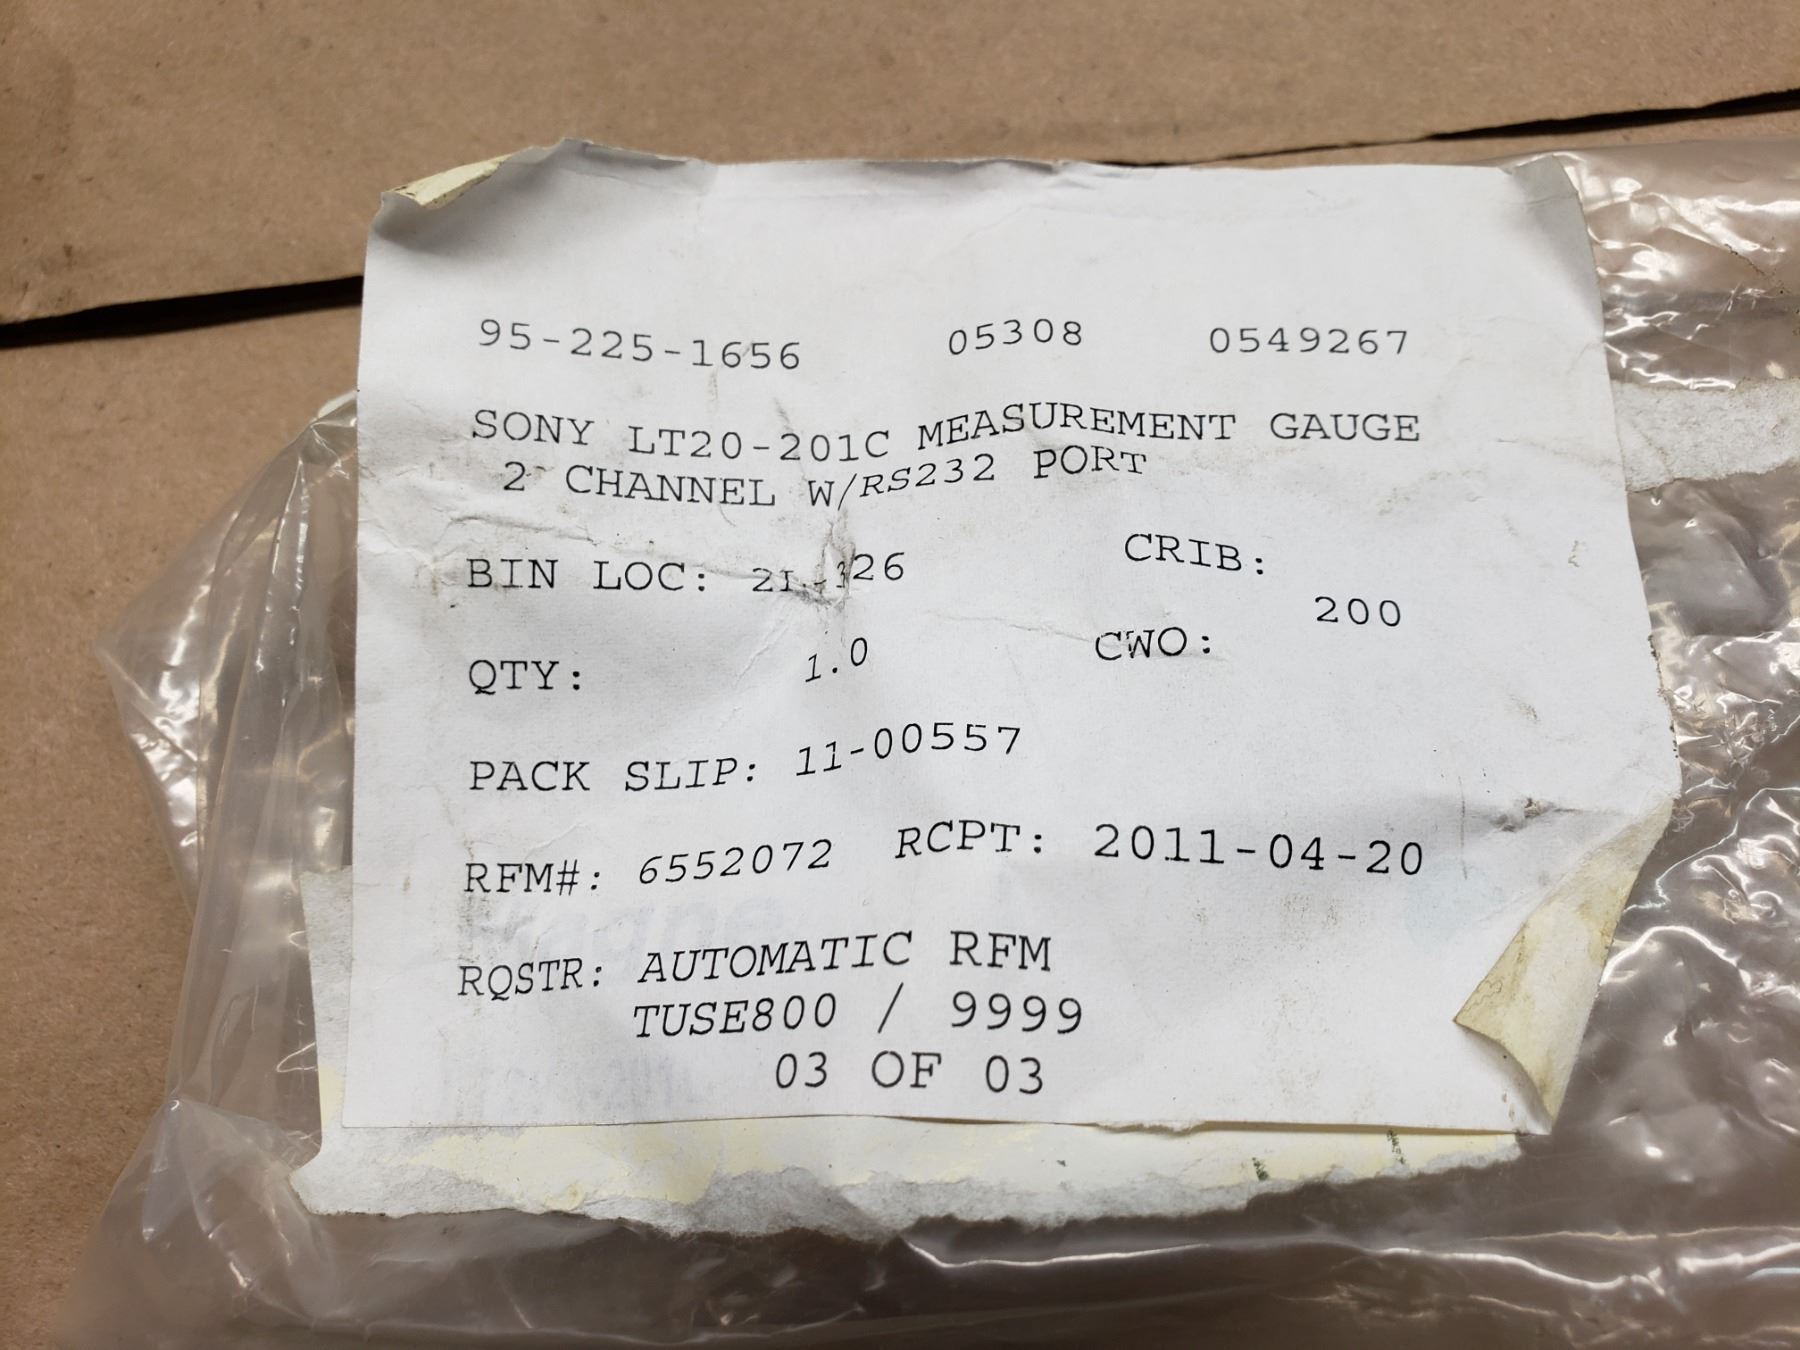 95-225-1656 05308 0549267
SONY LT20-201C MEASUREMENT GAUGE
2 CHANNEL W/RS232 PORT
BIN LOC: CRIB:
200
QTY: 1.0 CWO:
PACK SLIP: 11-00557
RFM#: 6552072 RCPT: 2011-04-20
RQSTR: AUTOMATIC RFM
TUSE800 / 9999
03 OF 03